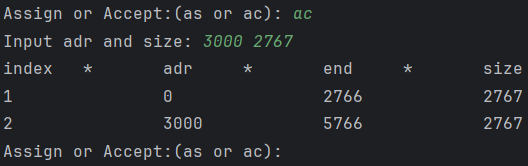 Assign or Accept:(as or ac): ac
Input adr and size: 3000 2767
index * adr * end * size
1 0 2766 2767
2 3000 5766 2767
Assign or Accept:(as or ac):